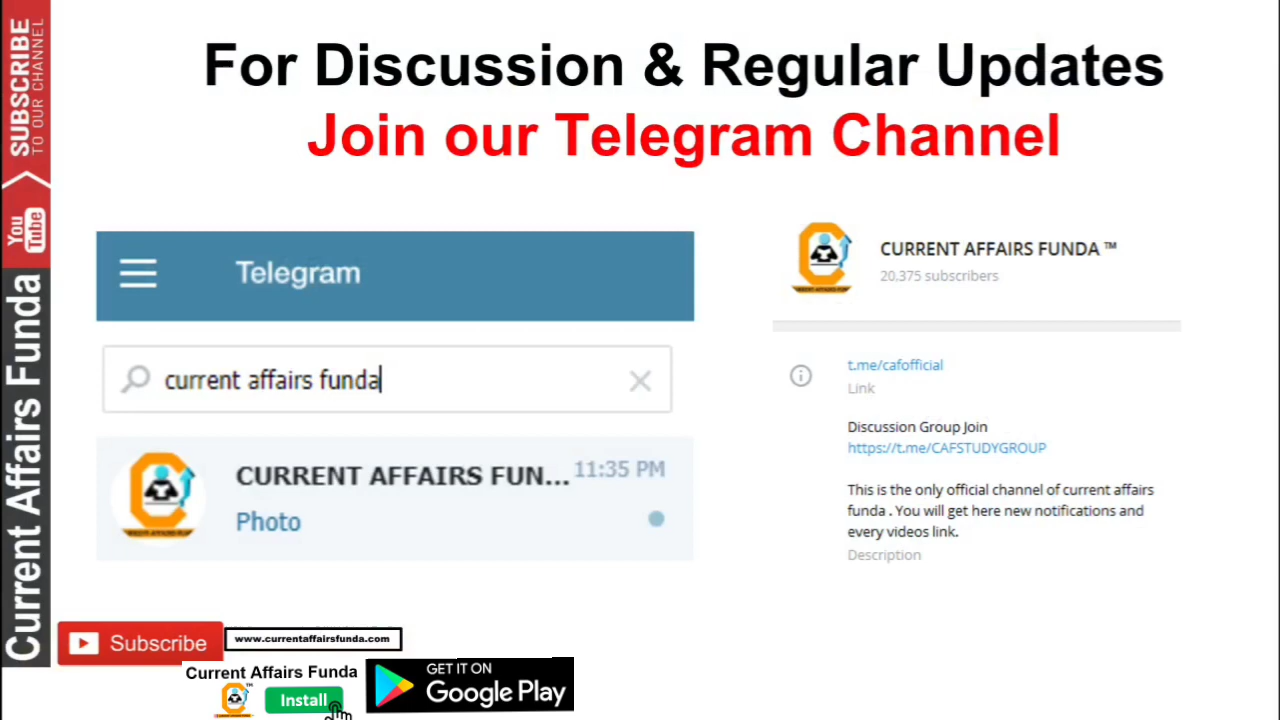 For Discussion & Regular Updates
Join our Telegram Channel
SUBSCRIBE
TO OUR CHANNEL
You
Tube
Current Affairs Funda
Telegram
current affairs funda
CURRENT AFFAIRS FUN...
11:35 PM
Photo
CURRENT AFFAIRS FUNDA ™
20,375 subscribers
t.me/cafofficial
Link
Discussion Group Join
https://t.me/CAFSTUDYGROUP
This is the only official channel of current affairs
funda . You will get here new notifications and
every videos link.
Description
Subscribe
www.currentaffairsfunda.com
Current Affairs Funda
Install
GET IT ON
Google Play